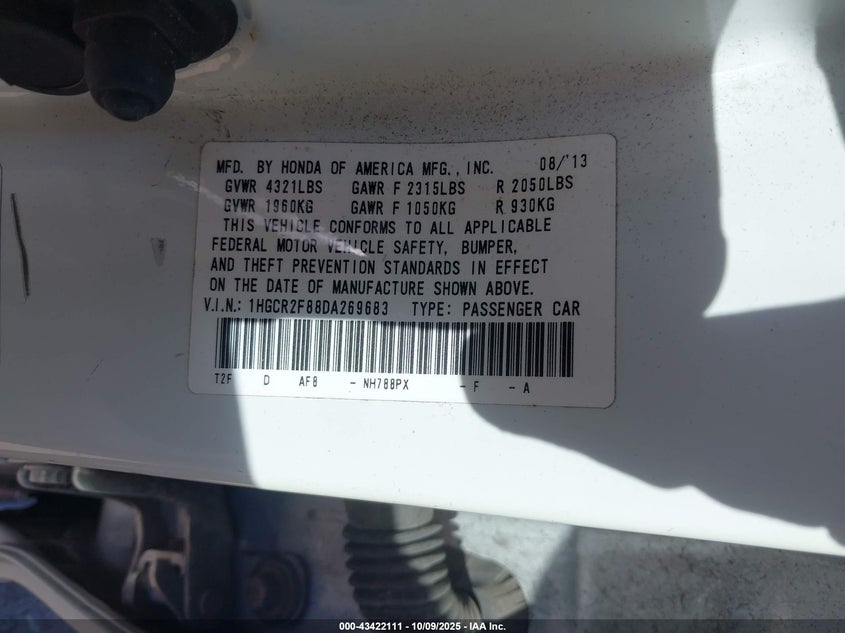 MFD. BY HONDA OF AMERICA MFG., INC. 08/'13
GVWR 4321LBS GAWR F 2315LBS R 2050LBS
GVWR 1960KG GAWR F 1050KG R 930KG
THIS VEHICLE CONFORMS TO ALL APPLICABLE
FEDERAL MOTOR VEHICLE SAFETY, BUMPER,
AND THEFT PREVENTION STANDARDS IN EFFECT
ON THE DATE OF MANUFACTURE SHOWN ABOVE.
V.I.N.: 1HGCR2F88DA269683 TYPE: PASSENGER CAR
T2F D AF8 - NH788PX - F - A
000-43422111 - 10/09/2025 - IAA Inc.